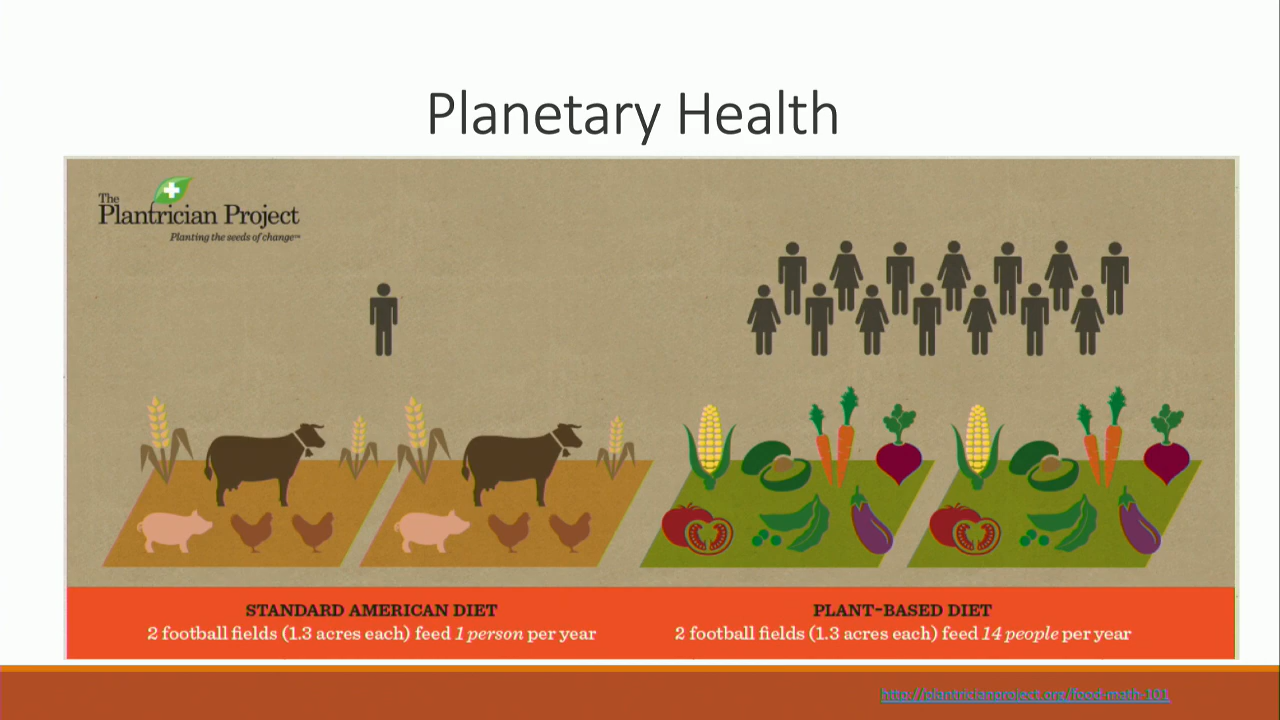 Planetary Health
The
Plantrician Project
Planting the seeds of change™
STANDARD AMERICAN DIET
2 football fields (1.3 acres each) feed 1 person per year
PLANT-BASED DIET
2 football fields (1.3 acres each) feed 14 people per year
http://plantricianproject.org/food-math-101